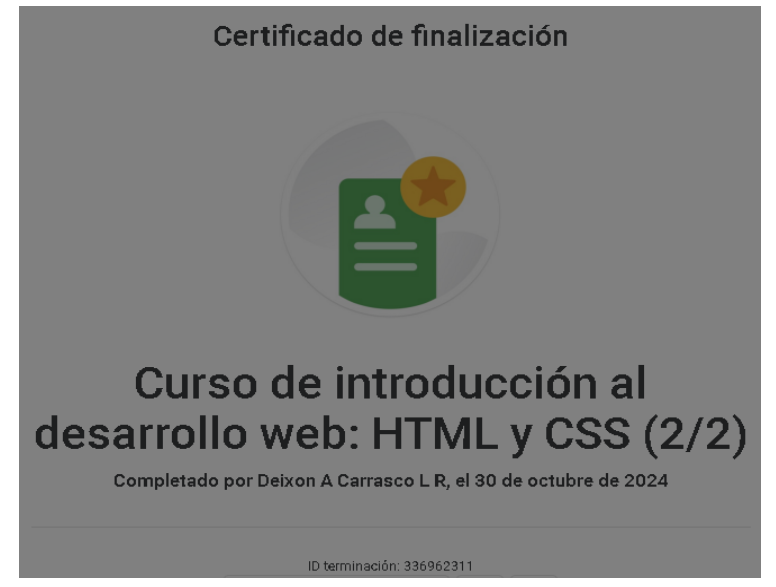 Certificado de finalización
Curso de introducción al
desarrollo web: HTML y CSS (2/2)
Completado por Deixon A Carrasco L R, el 30 de octubre de 2024
ID terminación: 336962311